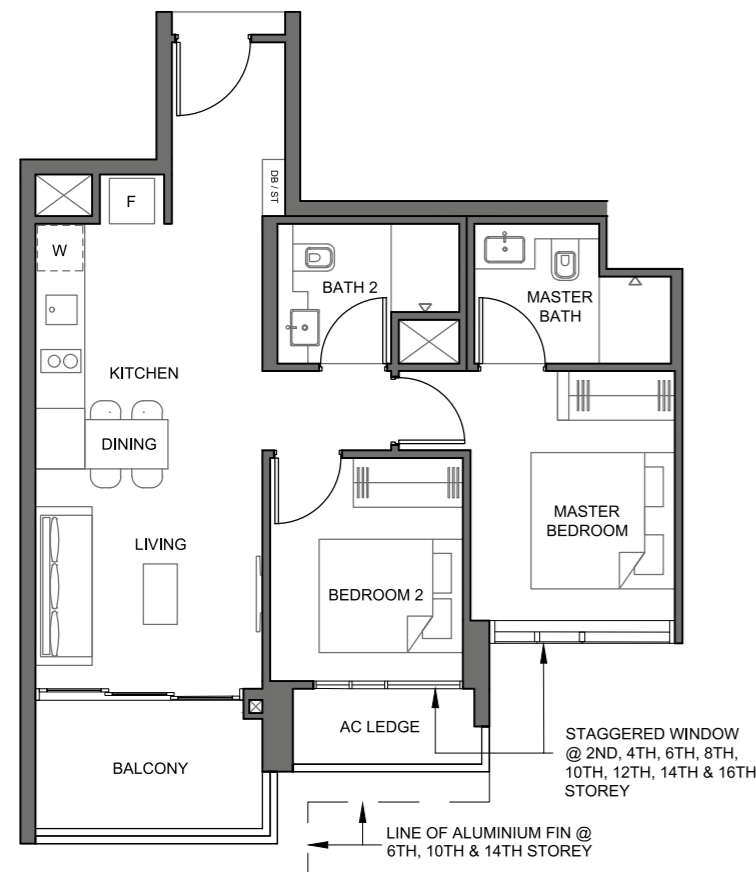 DB / ST
F
W
BATH 2
MASTER
BATH
KITCHEN
DINING
MASTER
BEDROOM
LIVING
BEDROOM 2
AC LEDGE
BALCONY
STAGGERED WINDOW
@ 2ND, 4TH, 6TH, 8TH,
10TH, 12TH, 14TH & 16TH
STOREY
LINE OF ALUMINIUM FIN @
6TH, 10TH & 14TH STOREY